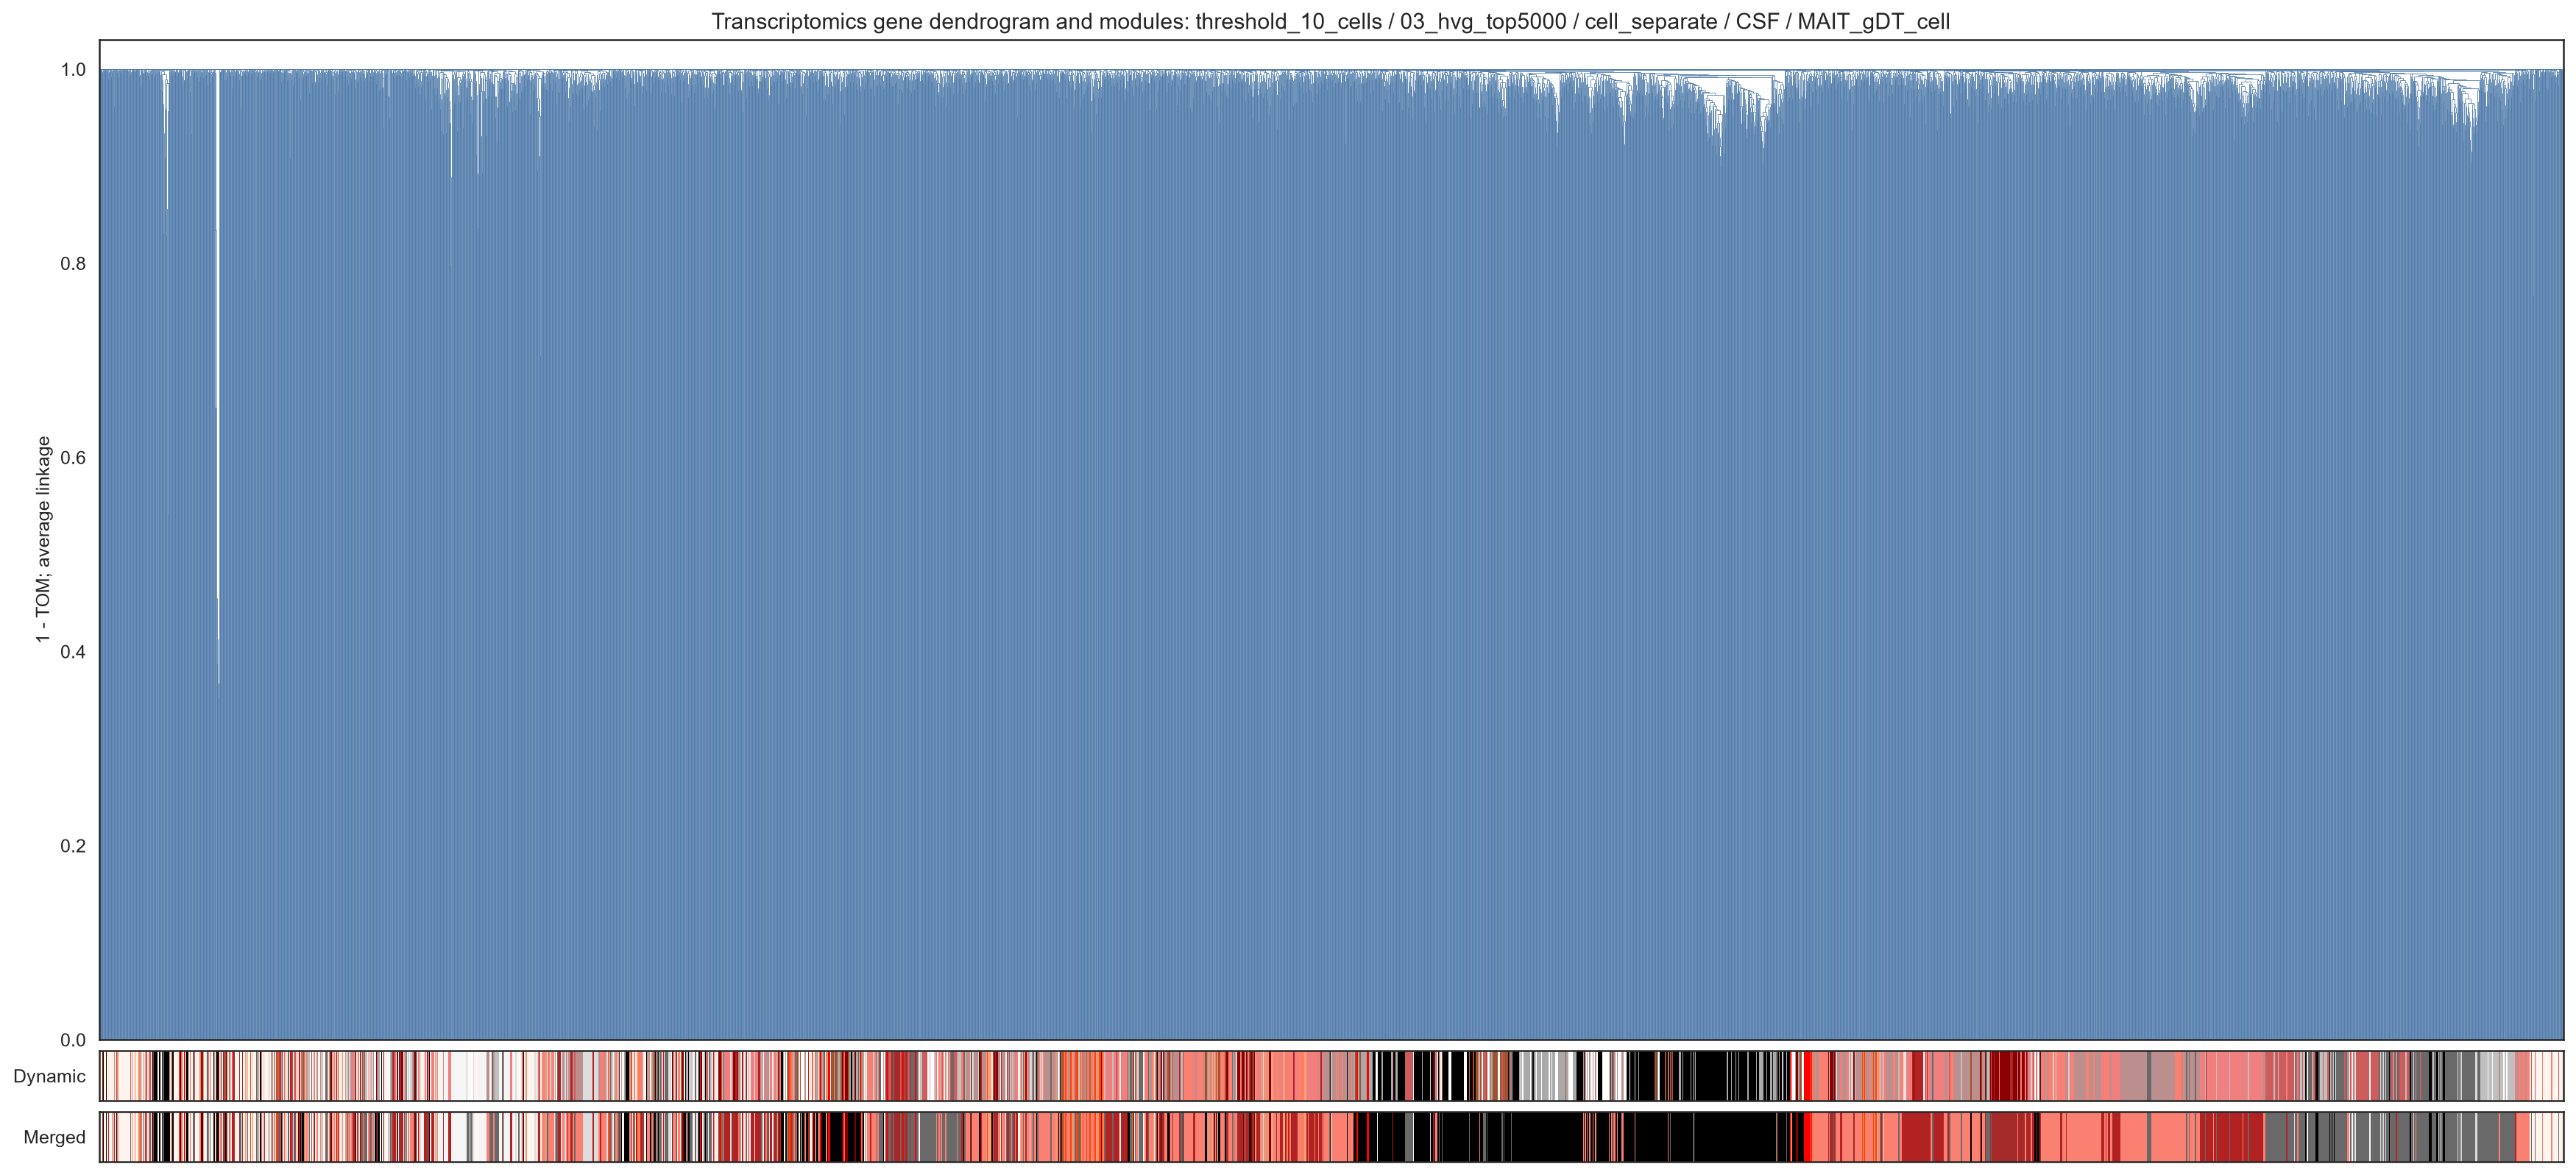 Transcriptomics gene dendrogram and modules: threshold_10_cells / 03_hvg_top5000 / cell_separate / CSF / MAIT_gDT_cell
1.0
0.8
0.6
0.4
0.2
0.0
1 - TOM; average linkage
Dynamic
Merged